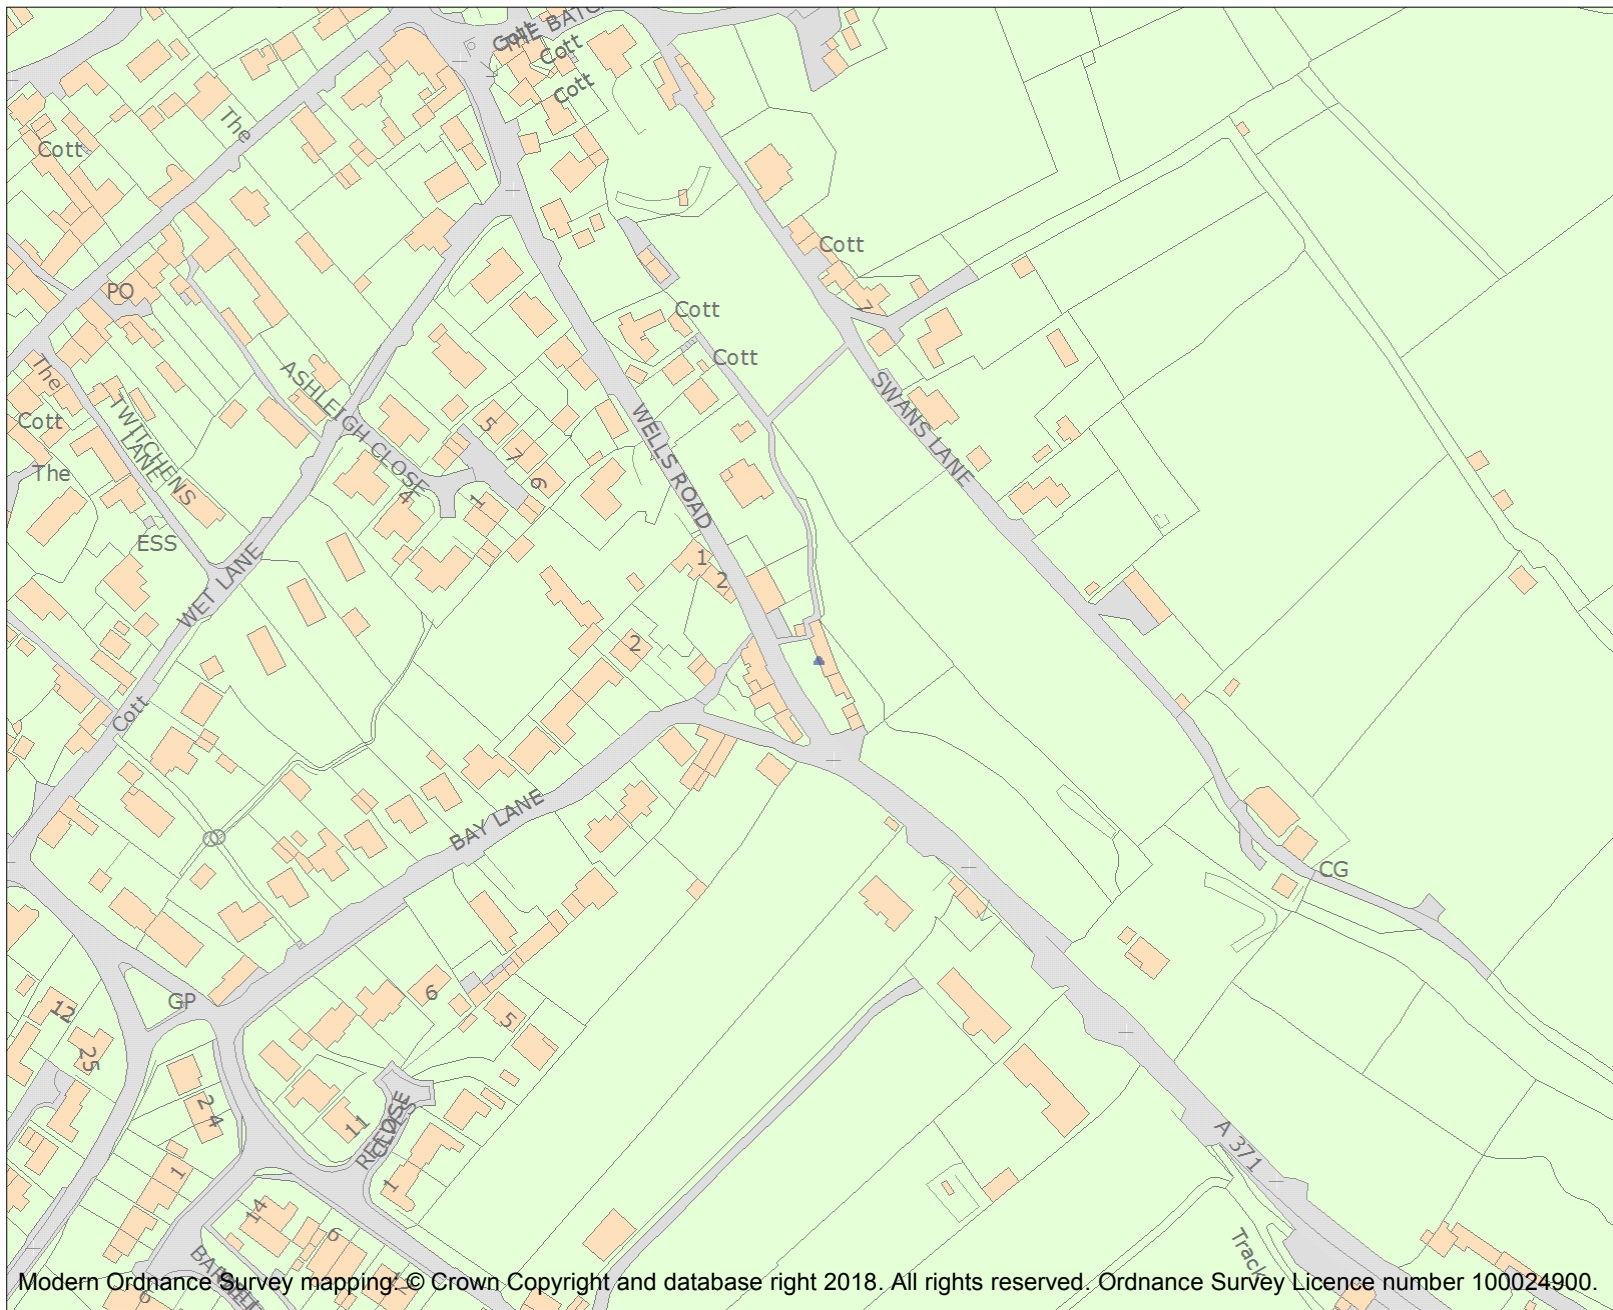 THE BATC
Cott
Cott
Cott
The
Cott
Cott
PO
7
Cott
Cott
The
ASHLEIGH CLOSE
SWANS LANE
TWITCHENS
LANE
Cott
The
WELLS ROAD
5
7
6
4
1
ESS
WET LANE
1
2
2
Cott
BAY LANE
CG
GP
12
6
5
25
2 4
11
CLOSE
1
1
14
6
A 371
Track
6
Modern Ordnance Survey mapping: © Crown Copyright and database right 2018. All rights reserved. Ordnance Survey Licence number 100024900.